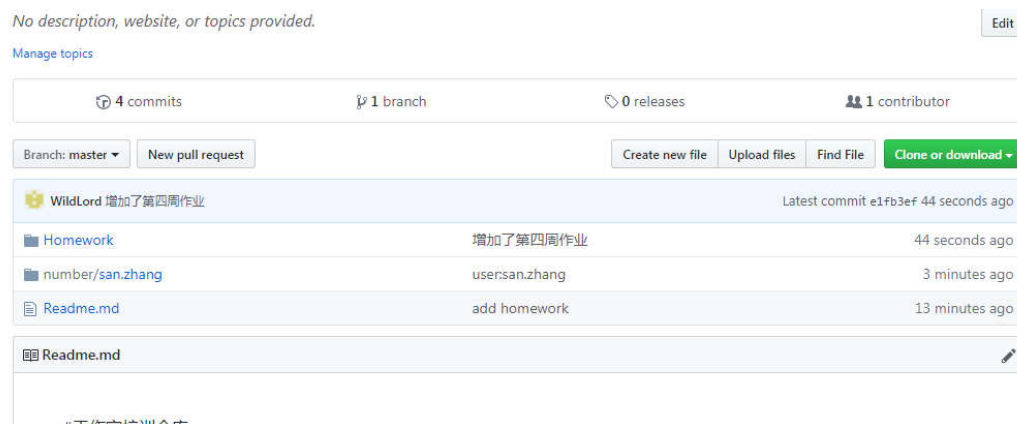 No description, website, or topics provided.
Edit
Manage topics
4 commits
1 branch
0 releases
1 contributor
Branch: master
New pull request
Create new file
Upload files
Find File
Clone or download
WildLord 增加了第四周作业
Latest commit e1fb3ef 44 seconds ago
Homework 增加了第四周作业 44 seconds ago
number/san.zhang user:san.zhang 3 minutes ago
Readme.md add homework 13 minutes ago
Readme.md